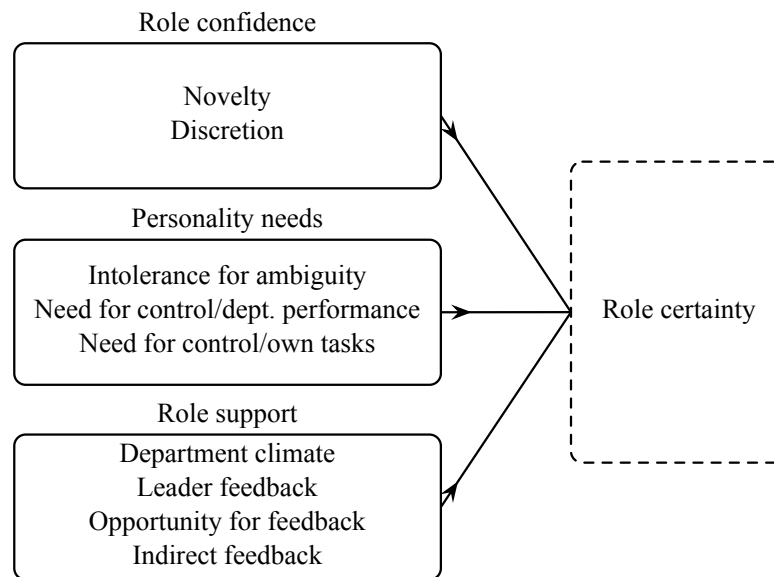 Role confidence
Novelty
Discretion
Personality needs
Intolerance for ambiguity
Need for control/dept. performance
Need for control/own tasks
Role certainty
Role support
Department climate
Leader feedback
Opportunity for feedback
Indirect feedback